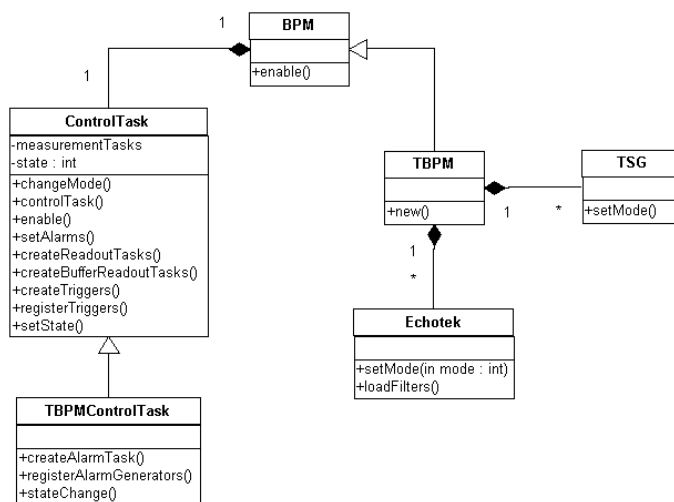 BPM
+enable()
1
1
ControlTask
-measurementTasks
-state : int
+changeMode()
+controlTask()
+enable()
+setAlarms()
+createReadoutTasks()
+createBufferReadoutTasks()
+createTriggers()
+registerTriggers()
+setState()
TBPM
+new()
1
*
TSG
+setMode()
1
*
Echotek
+setMode(in mode : int)
+loadFilters()
TBPMControlTask
+createAlarmTask()
+registerAlarmGenerators()
+stateChange()